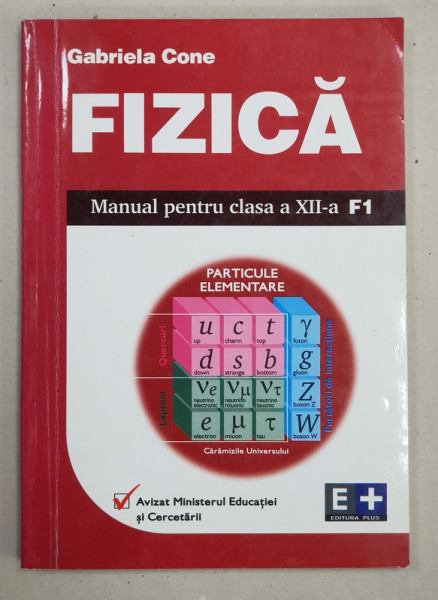 Gabriela Cone
FIZICĂ
Manual pentru clasa a XII-a F1
PARTICULE
ELEMENTARE
Quarcuri
u c t γ
up charm top foton
d s b g
down strange bottom gluon
Leptoni
νe νμ ντ Z
neutrino electronic neutrino miuonic neutrino tauonic boson Z
e μ τ W
electron miuon tau boson W
Purtători de interacțiune
Cărămizile Universului
Avizat Ministerul Educației
și Cercetării
E +
EDITURA PLUS